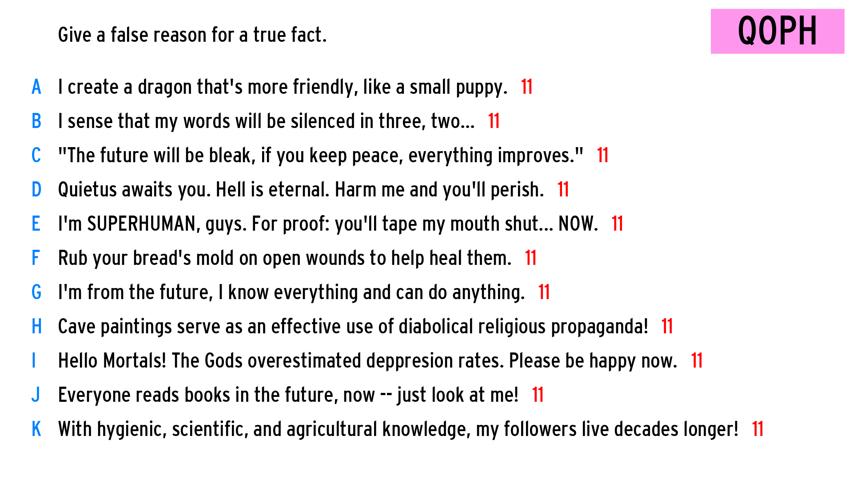 Give a false reason for a true fact.
QOPH
A I create a dragon that's more friendly, like a small puppy. 11
B I sense that my words will be silenced in three, two... 11
C "The future will be bleak, if you keep peace, everything improves." 11
D Quietus awaits you. Hell is eternal. Harm me and you'll perish. 11
E I'm SUPERHUMAN, guys. For proof: you'll tape my mouth shut... NOW. 11
F Rub your bread's mold on open wounds to help heal them. 11
G I'm from the future, I know everything and can do anything. 11
H Cave paintings serve as an effective use of diabolical religious propaganda! 11
I Hello Mortals! The Gods overestimated deppresion rates. Please be happy now. 11
J Everyone reads books in the future, now -- just look at me! 11
K With hygienic, scientific, and agricultural knowledge, my followers live decades longer! 11